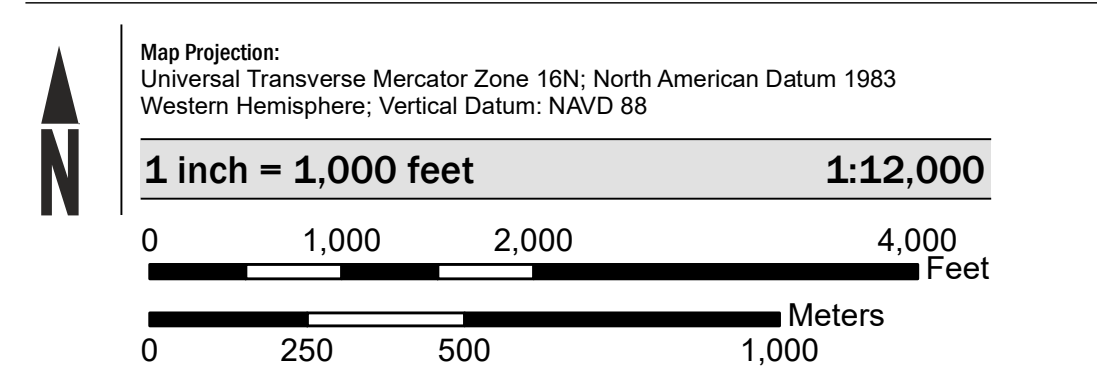 Map Projection:
Universal Transverse Mercator Zone 16N; North American Datum 1983
Western Hemisphere; Vertical Datum: NAVD 88
N
1 inch = 1,000 feet 1:12,000
0 1,000 2,000 4,000
Feet
Meters
0 250 500 1,000